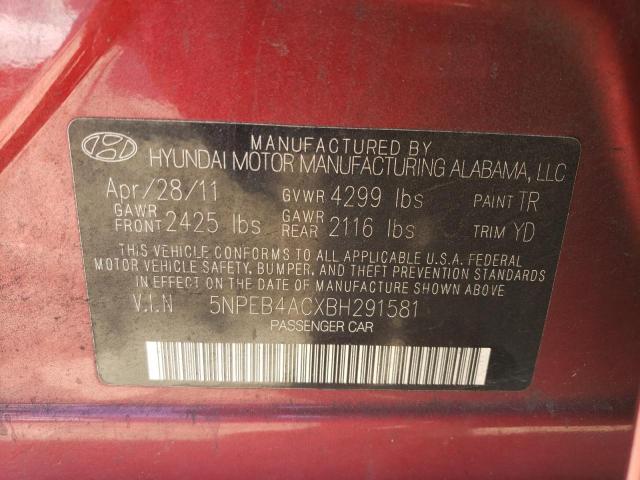 MANUFACTURED BY
HYUNDAI MOTOR MANUFACTURING ALABAMA, LLC
Apr/28/11 GVWR 4299 lbs PAINT TR
GAWR FRONT 2425 lbs GAWR REAR 2116 lbs TRIM YD
THIS VEHICLE CONFORMS TO ALL APPLICABLE U.S.A. FEDERAL
MOTOR VEHICLE SAFETY, BUMPER, AND THEFT PREVENTION STANDARDS
IN EFFECT ON THE DATE OF MANUFACTURE SHOWN ABOVE.
V.I.N 5NPEB4ACXBH291581
PASSENGER CAR